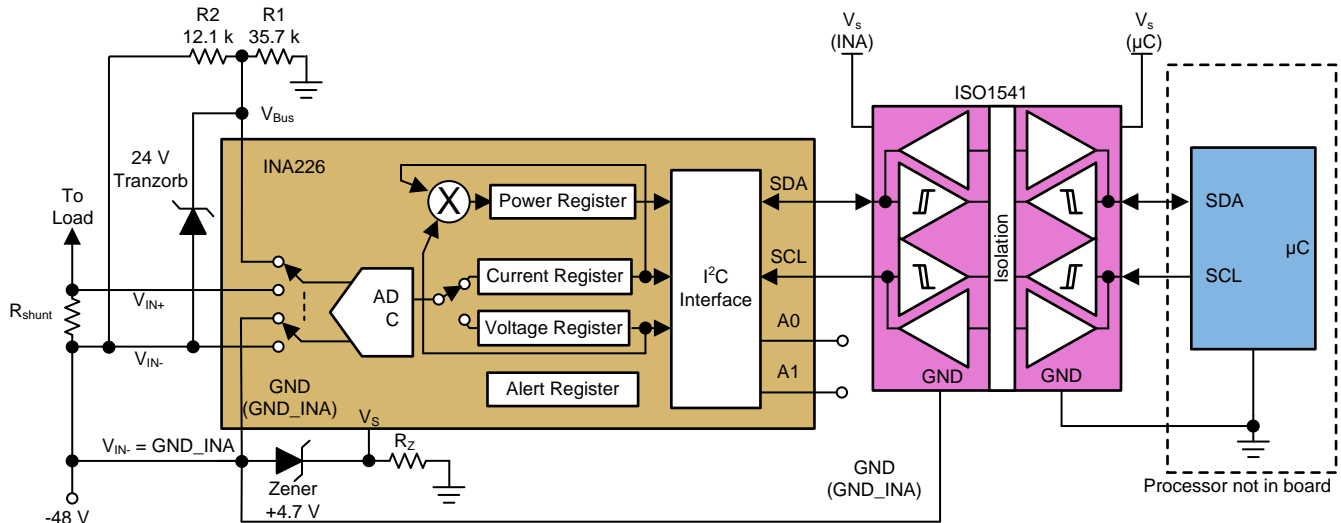 R2
12.1 k
R1
35.7 k
V_Bus
24 V
Tranzorb
To
Load
R_shunt
V_IN+
V_IN-
INA226
X
Power Register
Current Register
Voltage Register
Alert Register
AD
C
I²C
Interface
SDA
SCL
A0
A1
GND
(GND_INA)
V_S
V_IN- = GND_INA
R_Z
Zener
+4.7 V
-48 V
V_s
(INA)
V_s
(µC)
ISO1541
Isolation
GND
GND
GND
(GND_INA)
SDA
SCL
µC
Processor not in board